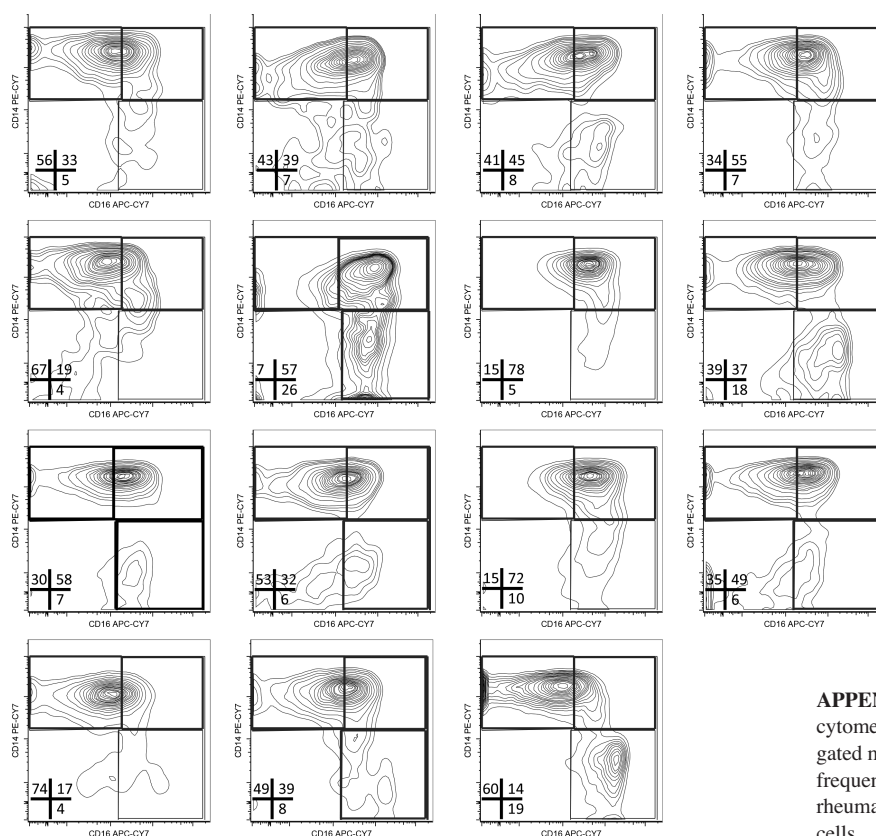 CD14 PE-CY7
56 33
5
CD16 APC-CY7
CD14 PE-CY7
43 39
7
CD16 APC-CY7
CD14 PE-CY7
41 45
8
CD16 APC-CY7
CD14 PE-CY7
34 55
7
CD16 APC-CY7
CD14 PE-CY7
67 19
4
CD16 APC-CY7
CD14 PE-CY7
7 57
26
CD16 APC-CY7
CD14 PE-CY7
15 78
5
CD16 APC-CY7
CD14 PE-CY7
39 37
18
CD16 APC-CY7
CD14 PE-CY7
30 58
7
CD16 APC-CY7
CD14 PE-CY7
53 32
6
CD16 APC-CY7
CD14 PE-CY7
15 72
10
CD16 APC-CY7
CD14 PE-CY7
35 49
6
CD16 APC-CY7
CD14 PE-CY7
74 17
4
CD16 APC-CY7
CD14 PE-CY7
49 39
8
CD16 APC-CY7
CD14 PE-CY7
60 14
19
CD16 APC-CY7
APPEN
cytome
gated m
frequen
rheuma
cells